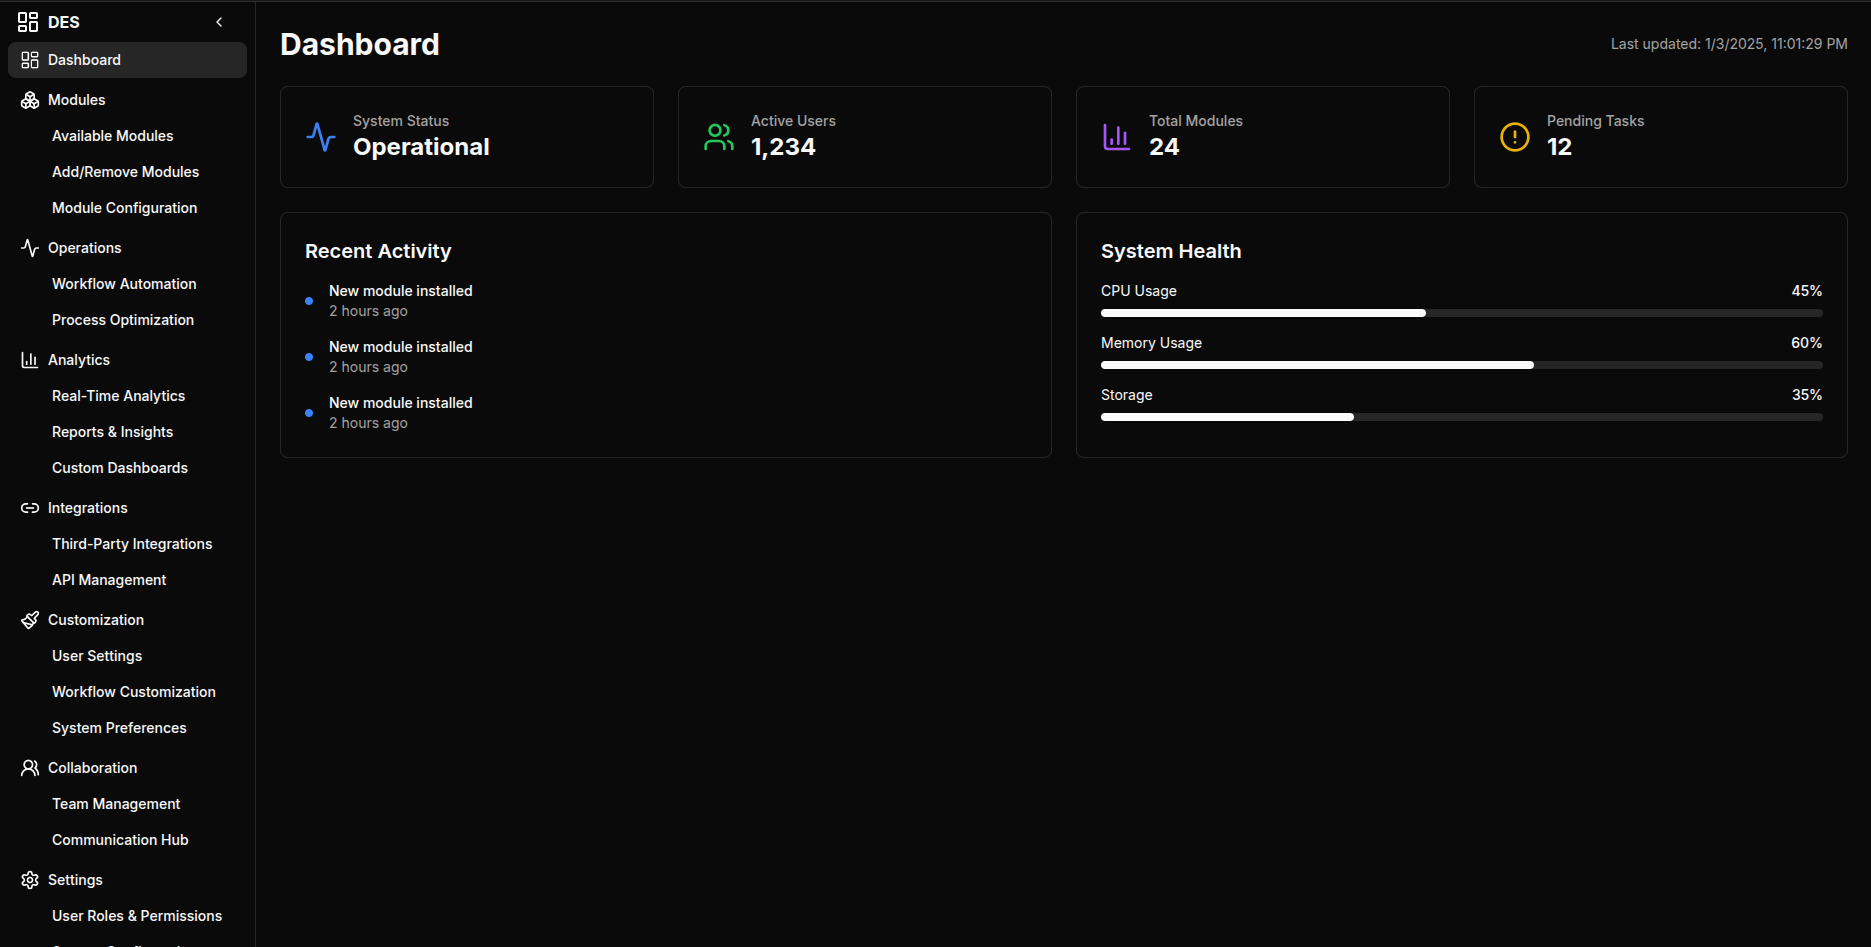 DES
Dashboard
Modules
Available Modules
Add/Remove Modules
Module Configuration
Operations
Workflow Automation
Process Optimization
Analytics
Real-Time Analytics
Reports & Insights
Custom Dashboards
Integrations
Third-Party Integrations
API Management
Customization
User Settings
Workflow Customization
System Preferences
Collaboration
Team Management
Communication Hub
Settings
User Roles & Permissions
Dashboard
Last updated: 1/3/2025, 11:01:29 PM
System Status
Operational
Active Users
1,234
Total Modules
24
Pending Tasks
12
Recent Activity
New module installed
2 hours ago
New module installed
2 hours ago
New module installed
2 hours ago
System Health
CPU Usage 45%
Memory Usage 60%
Storage 35%